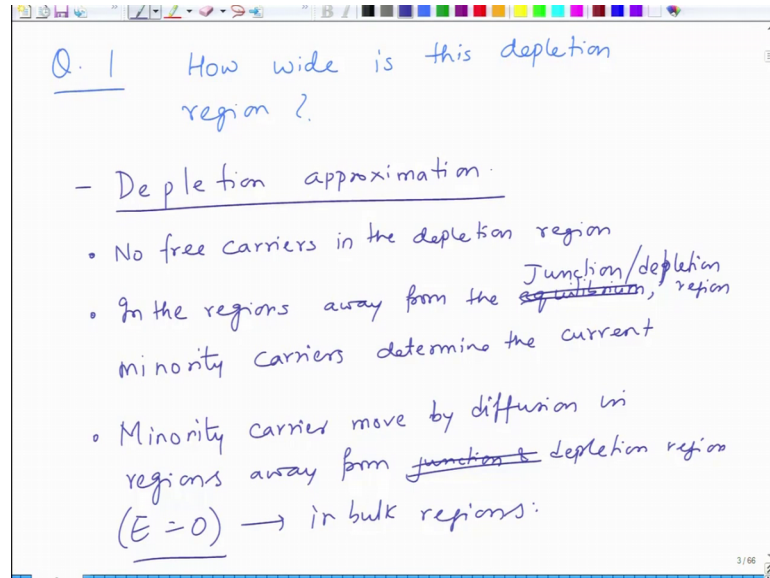 Q. 1 How wide is this depletion
region ?
- Depletion approximation.
• No free carriers in the depletion region
Junction/depletion
• In the regions away from the equilibrium, region
minority carriers determine the current
• Minority carrier move by diffusion in
regions away from junction & depletion region
(E = 0) → in bulk regions:
3 / 66